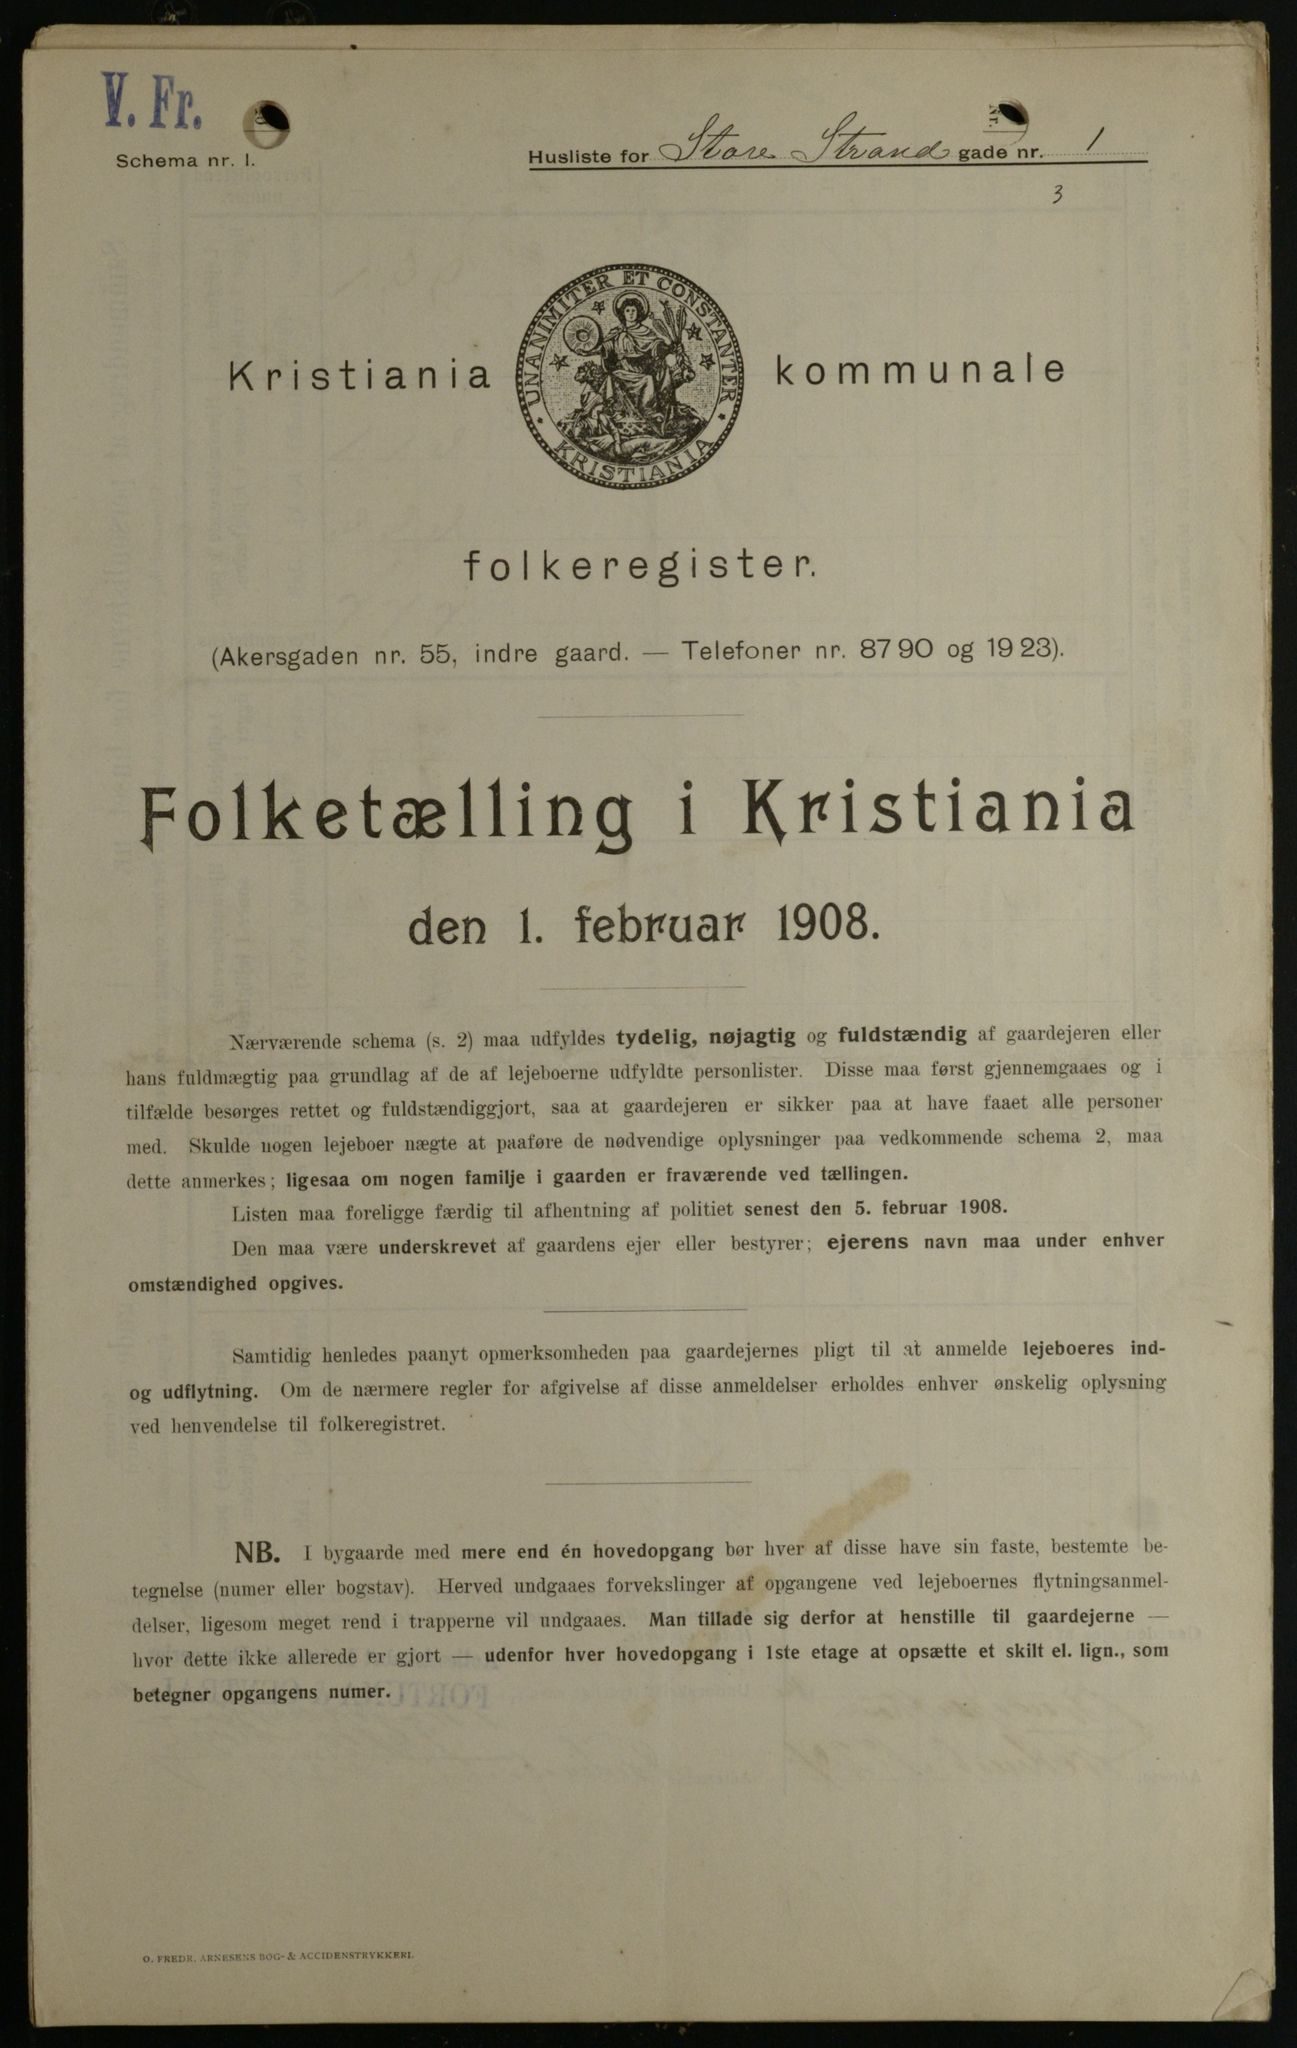 V. Fr.
Schema nr. 1.
Husliste for Store Strand gade nr. 1
3
UNANIMITER ET CONSTANTER
KRISTIANIA
Kristiania kommunale
folkeregister.
(Akersgaden nr. 55, indre gaard. — Telefoner nr. 87 90 og 19 23).
Folketælling i Kristiania
den 1. februar 1908.
Nærværende schema (s. 2) maa udfyldes tydelig, nøjagtig og fuldstændig af gaardejeren eller
hans fuldmægtig paa grundlag af de af lejeboerne udfyldte personlister. Disse maa først gjennemgaaes og i
tilfælde besørges rettet og fuldstændiggjort, saa at gaardejeren er sikker paa at have faaet alle personer
med. Skulde nogen lejeboer nægte at paaføre de nødvendige oplysninger paa vedkommende schema 2, maa
dette anmerkes; ligesaa om nogen familje i gaarden er fraværende ved tællingen.
Listen maa foreligge færdig til afhentning af politiet senest den 5. februar 1908.
Den maa være underskrevet af gaardens ejer eller bestyrer; ejerens navn maa under enhver
omstændighed opgives.
Samtidig henledes paanyt opmerksomheden paa gaardejernes pligt til at anmelde lejeboeres ind-
og udflytning. Om de nærmere regler for afgivelse af disse anmeldelser erholdes enhver ønskelig oplysning
ved henvendelse til folkeregistret.
NB. I bygaarde med mere end én hovedopgang bør hver af disse have sin faste, bestemte be-
tegnelse (numer eller bogstav). Herved undgaaes forvekslinger af opgangene ved lejeboernes flytningsanmel-
delser, ligesom meget rend i trapperne vil undgaaes. Man tillade sig derfor at henstille til gaardejerne —
hvor dette ikke allerede er gjort — udenfor hver hovedopgang i 1ste etage at opsætte et skilt el. lign., som
betegner opgangens numer.
O. FREDR. ARNESENS BOG- & ACCIDENSTRYKKERI.